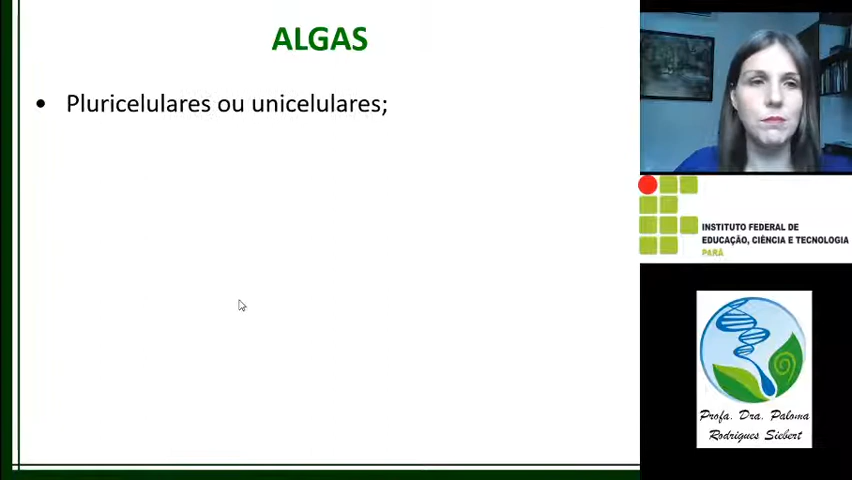 ALGAS
• Pluricelulares ou unicelulares;
INSTITUTO FEDERAL DE
EDUCAÇÃO, CIÊNCIA E TECNOLOGIA
PARÁ
Profa. Dra. Paloma
Rodrigues Siebert